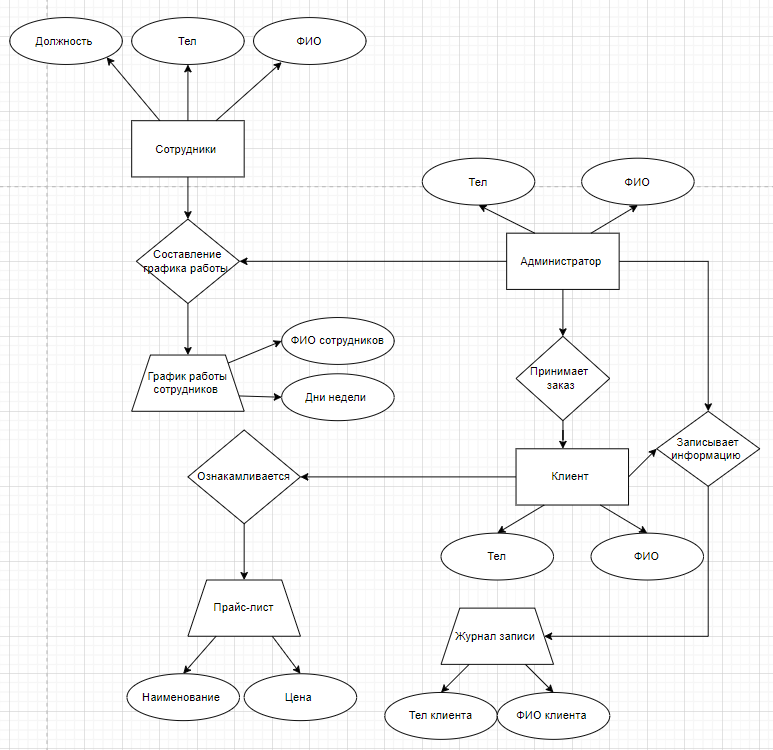 Должность
Тел
ФИО
Сотрудники
Тел
ФИО
Составление
графика работы
Администратор
ФИО сотрудников
График работы
сотрудников
Дни недели
Принимает
заказ
Записывает
информацию
Ознакамливается
Клиент
Тел
ФИО
Прайс-лист
Журнал записи
Наименование
Цена
Тел клиента
ФИО клиента